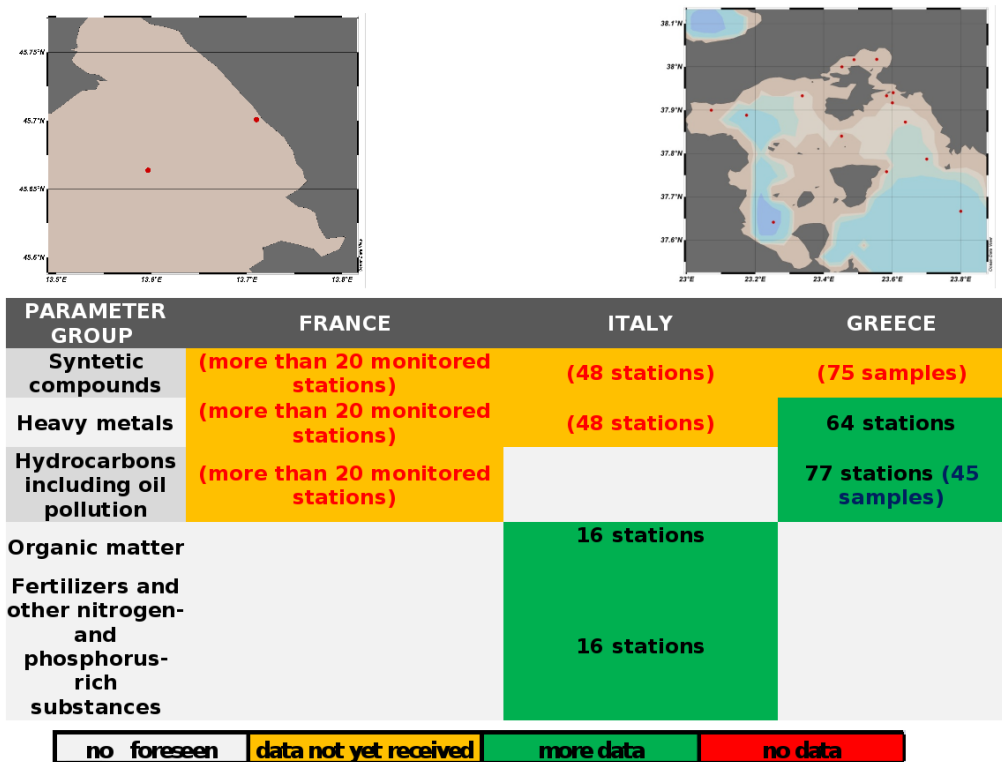 45.75°N
45.7°N
45.65°N
45.6°N
13.5°E 13.6°E 13.7°E 13.8°E
38.1°N
38°N
37.9°N
37.8°N
37.7°N
37.6°N
23°E 23.2°E 23.4°E 23.6°E 23.8°E
PARAMETER
GROUP
FRANCE
ITALY
GREECE
Syntetic
compounds
(more than 20 monitored
stations)
(48 stations)
(75 samples)
Heavy metals
(more than 20 monitored
stations)
(48 stations)
64 stations
Hydrocarbons
including oil
pollution
(more than 20 monitored
stations)
77 stations (45
samples)
Organic matter
16 stations
Fertilizers and
other nitrogen-
and
phosphorus-
rich
substances
16 stations
no foreseen
data not yet received
more data
no data